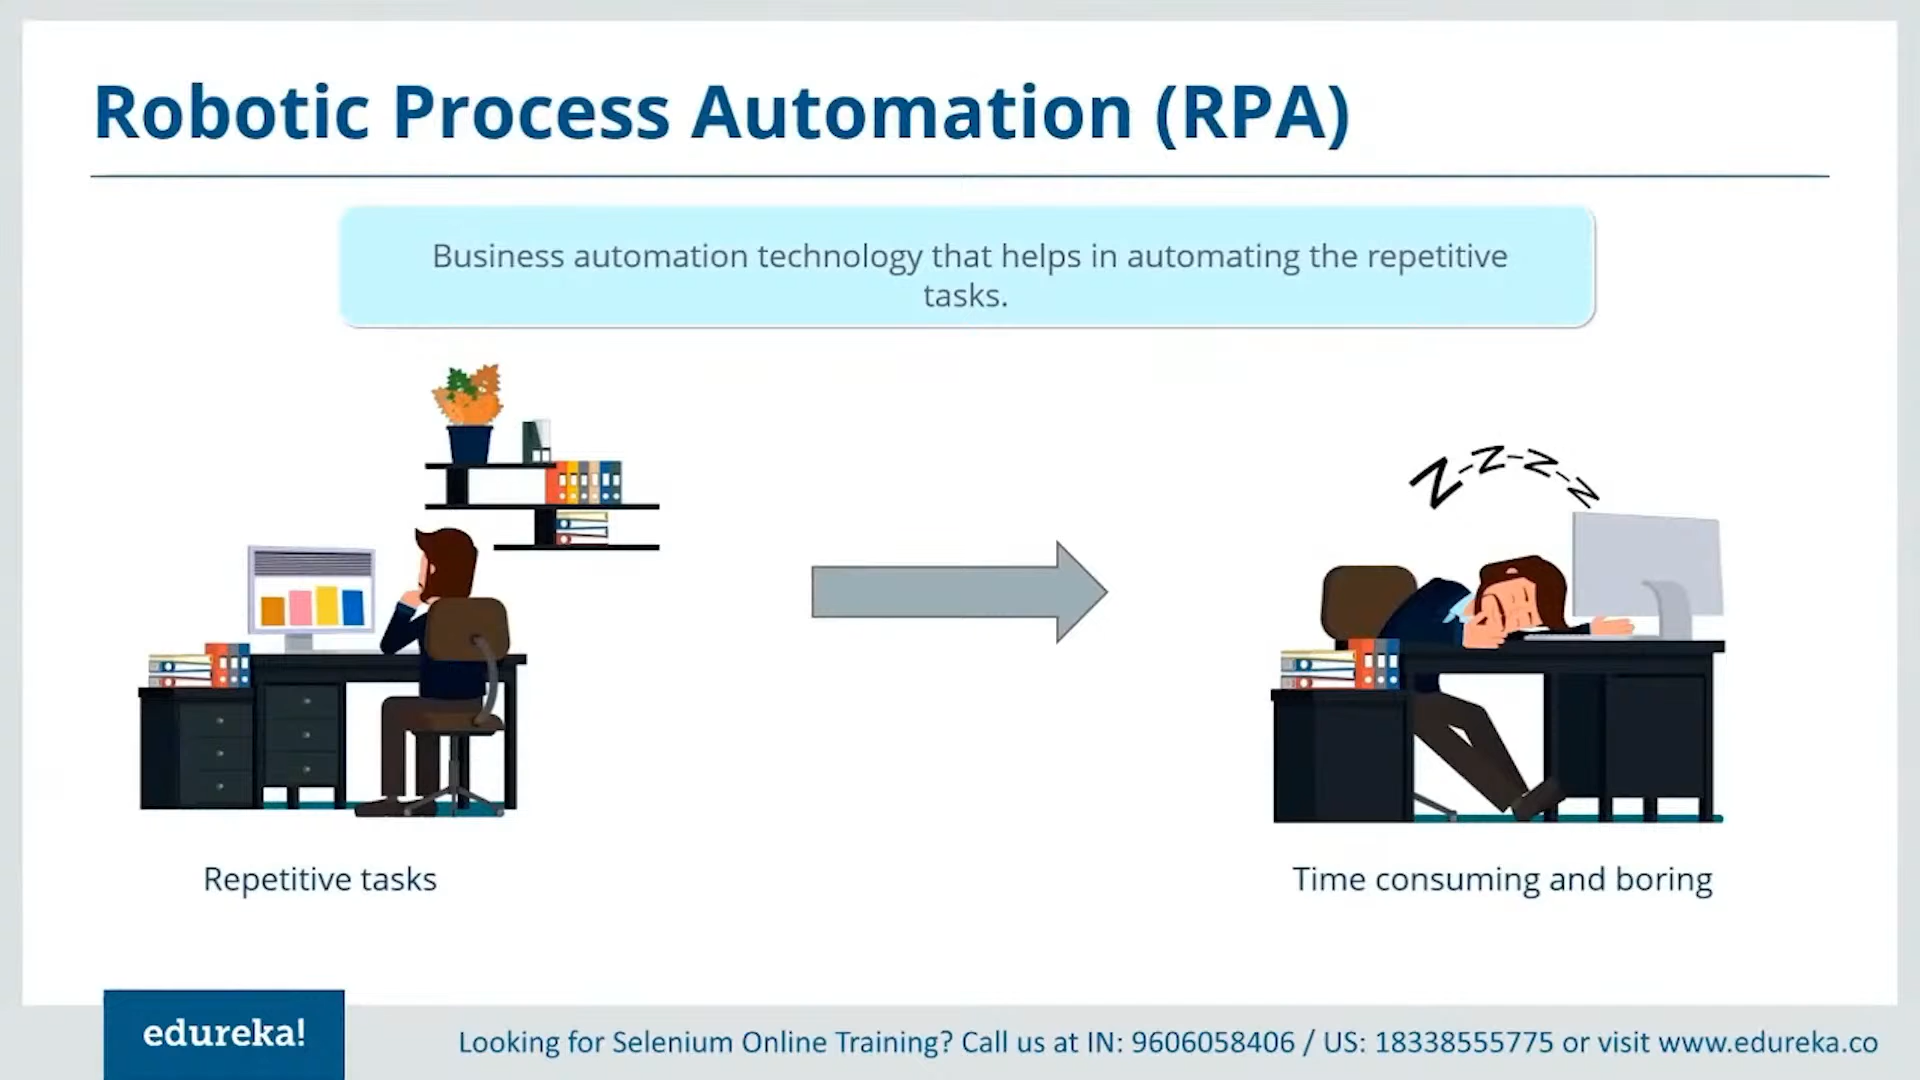 Robotic Process Automation (RPA)
Business automation technology that helps in automating the repetitive
tasks.
Z-Z-Z-Z
Repetitive tasks
Time consuming and boring
edureka!
Looking for Selenium Online Training? Call us at IN: 9606058406 / US: 18338555775 or visit www.edureka.co